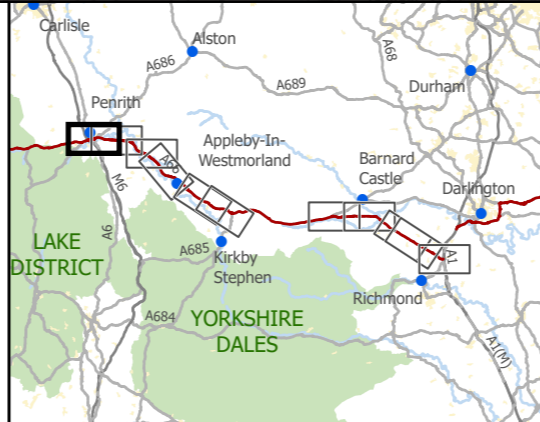 Carlisle
Alston
A686
A68
A689
Durham
Penrith
Appleby-In-
Westmorland
Barnard
Castle
A66
Darlington
M6
A6
LAKE
DISTRICT
A685
Kirkby
Stephen
A1
Richmond
A684
YORKSHIRE
DALES
A1(M)